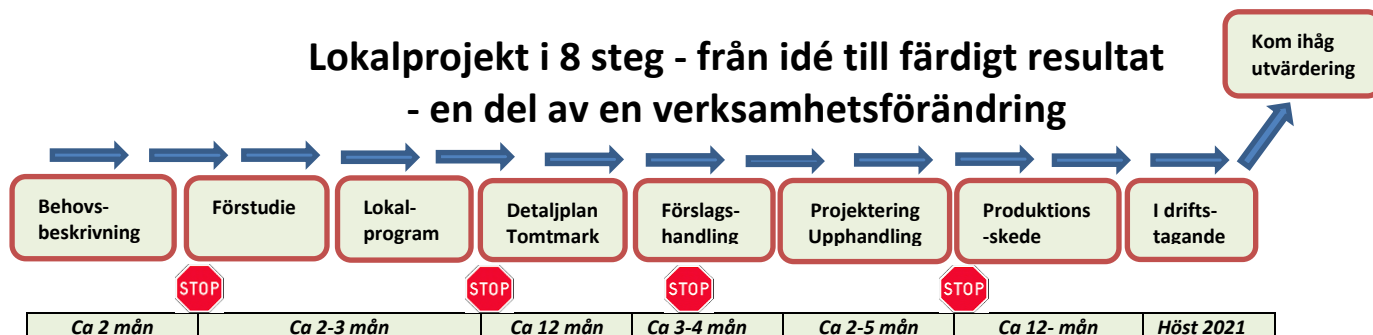 Lokalprojekt i 8 steg - från idé till färdigt resultat
- en del av en verksamhetsförändring
Kom ihåg
utvärdering
Behovs-
beskrivning
Förstudie
Lokal-
program
Detaljplan
Tomtmark
Förslags-
handling
Projektering
Upphandling
Produktions
-skede
I drifts-
tagande
STOP
STOP
STOP
STOP
Ca 2 mån
Ca 2-3 mån
Ca 12 mån
Ca 3-4 mån
Ca 2-5 mån
Ca 12- mån
Höst 2021